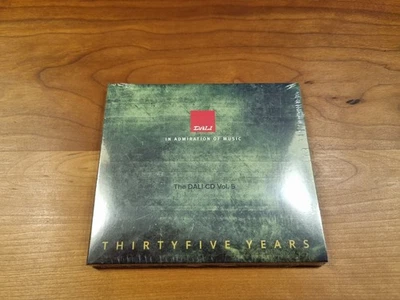 DALI
IN ADMIRATION OF MUSIC
The DALI CD Vol. 5
THIRTYFIVE YEARS